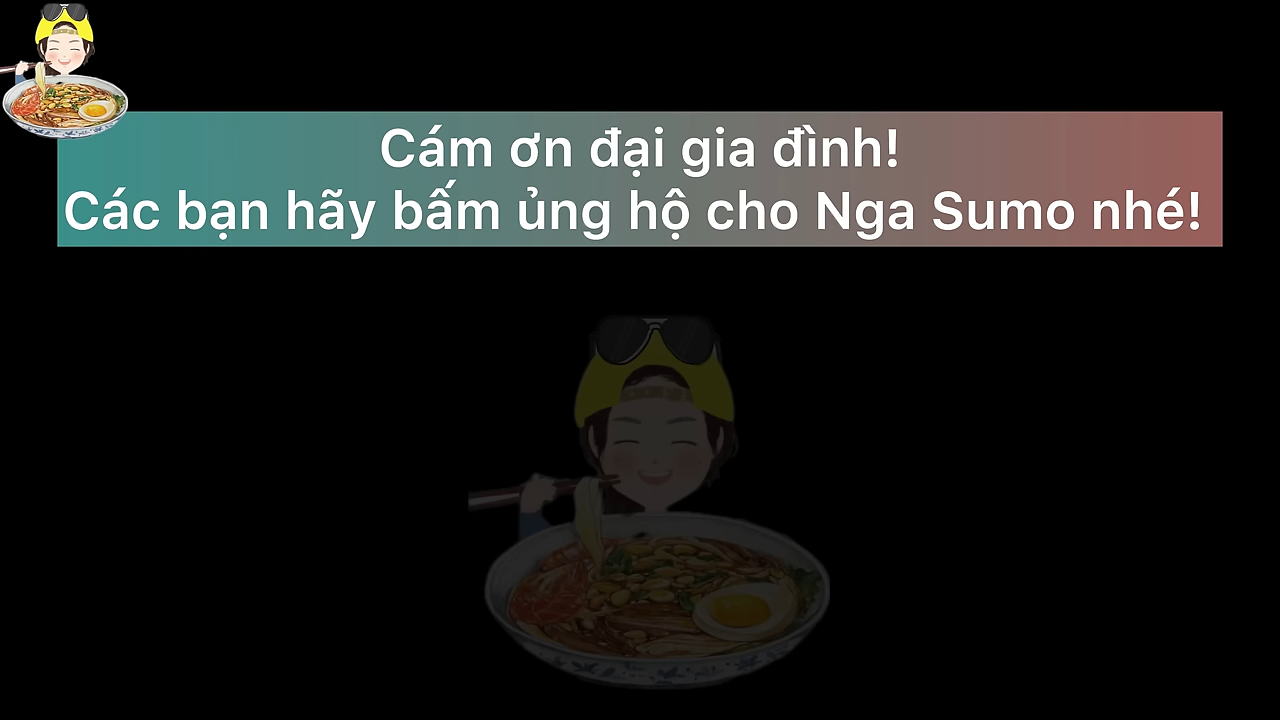 Cám ơn đại gia đình!
Các bạn hãy bấm ủng hộ cho Nga Sumo nhé!